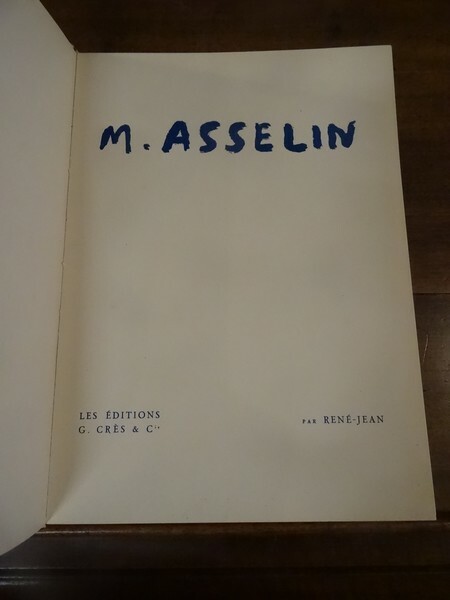 M. ASSELIN
LES ÉDITIONS
G. CRÈS & Cie
PAR RENÉ-JEAN